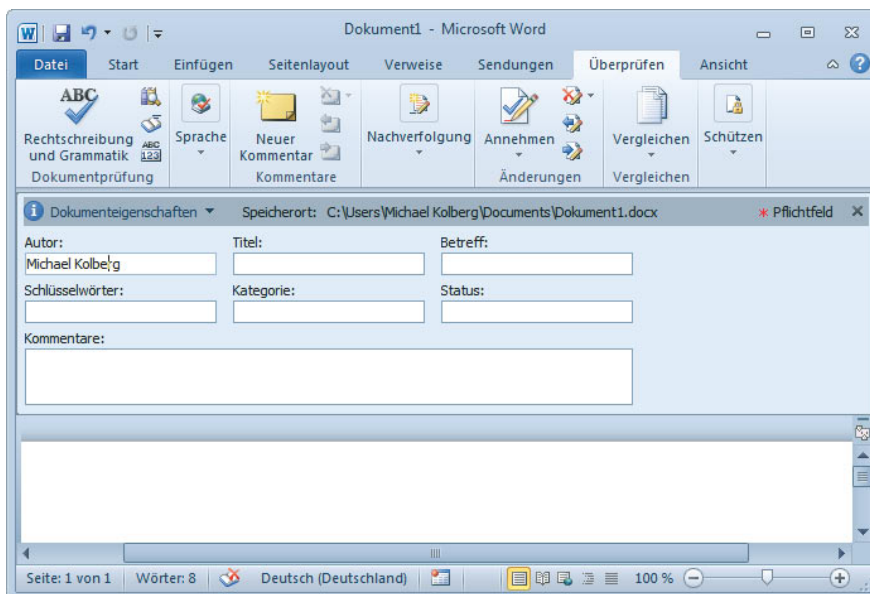 Dokument1 - Microsoft Word
Datei Start Einfügen Seitenlayout Verweise Sendungen Überprüfen Ansicht
ABC
ABC
123
Rechtschreibung
und Grammatik
Sprache
Neuer
Kommentar
Nachverfolgung
Annehmen
Vergleichen
Schützen
Dokumentprüfung Kommentare Änderungen Vergleichen
Dokumenteigenschaften Speicherort: C:\Users\Michael Kolberg\Documents\Dokument1.docx * Pflichtfeld
Autor: Titel: Betreff:
Michael Kolberg
Schlüsselwörter: Kategorie: Status:
Kommentare:
Seite: 1 von 1 Wörter: 8 Deutsch (Deutschland) 100 %